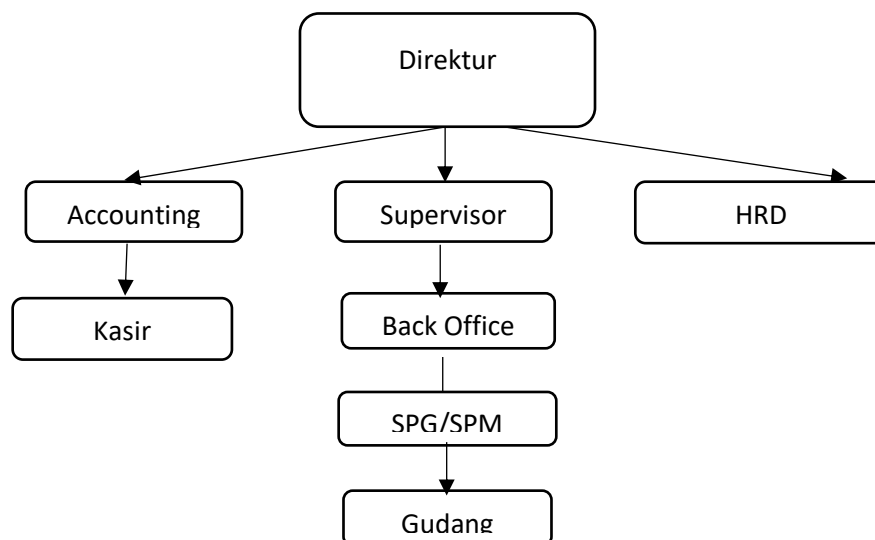 Direktur
Accounting
Supervisor
HRD
Kasir
Back Office
SPG/SPM
Gudang